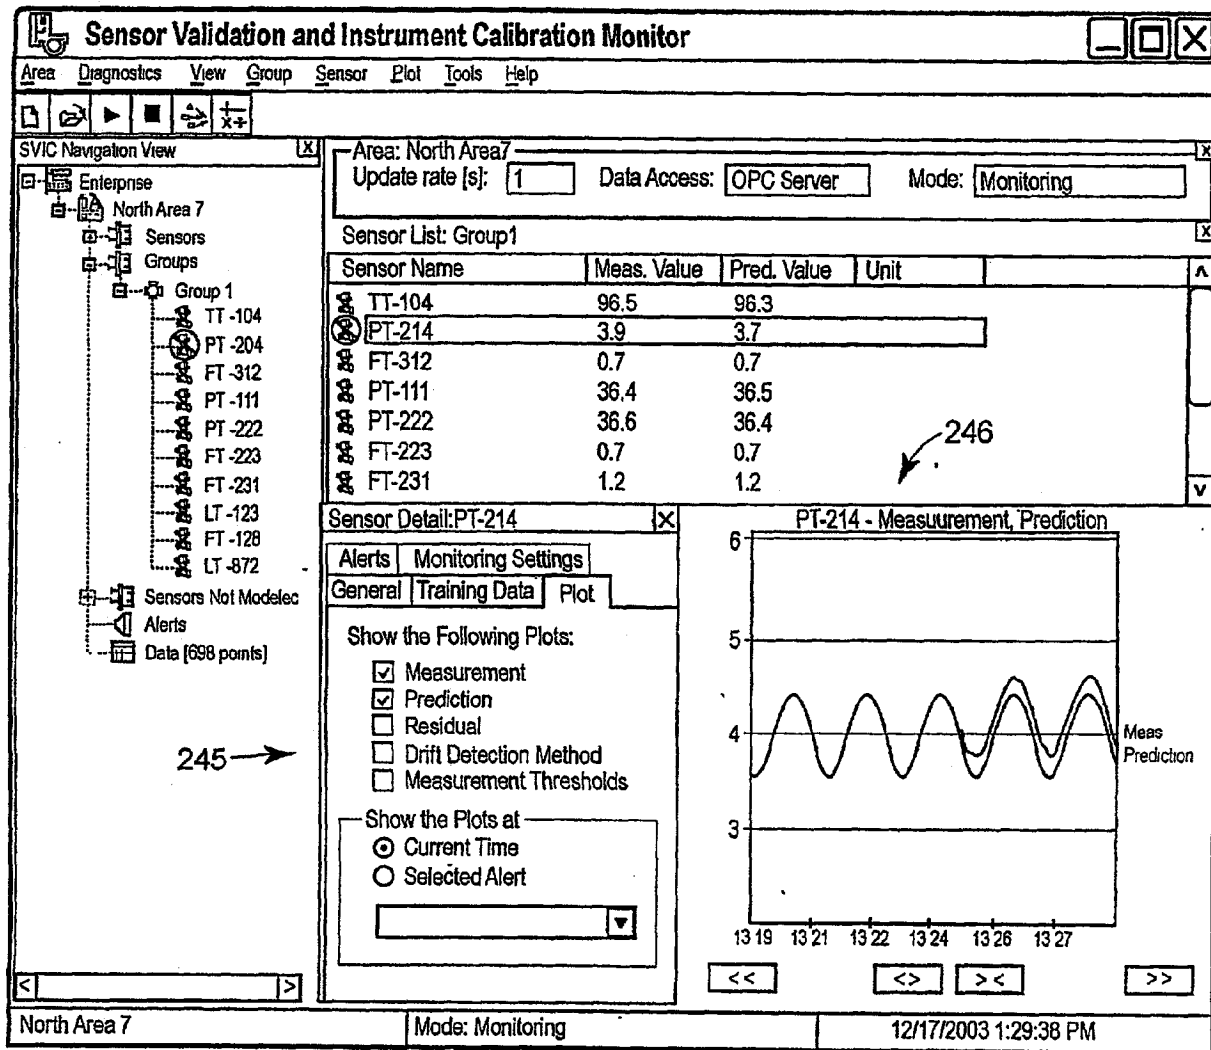 Sensor Validation and Instrument Calibration Monitor
Area Diagnostics View Group Sensor Plot Tools Help
SVIC Navigation View
Enterprise
North Area 7
Sensors
Groups
Group 1
TT -104
PT -204
FT -312
PT -111
PT -222
FT -223
FT -231
LT -123
FT -128
LT -872
Sensors Not Modelec
Alerts
Data [698 points]
245
Area: North Area7
Update rate [s]: 1 Data Access: OPC Server Mode: Monitoring
Sensor List: Group1
Sensor Name Meas. Value Pred. Value Unit
TT-104 96.5 96.3
PT-214 3.9 3.7
FT-312 0.7 0.7
PT-111 36.4 36.5
PT-222 36.6 36.4
FT-223 0.7 0.7
FT-231 1.2 1.2
246
Sensor Detail:PT-214
Alerts Monitoring Settings
General Training Data Plot
Show the Following Plots:
Measurement
Prediction
Residual
Drift Detection Method
Measurement Thresholds
Show the Plots at
Current Time
Selected Alert
PT-214 - Measuurement, Prediction
6
5
4
3
Meas
Prediction
13 19 13 21 13 22 13 24 13 26 13 27
<< <> >< >>
North Area 7 Mode: Monitoring 12/17/2003 1:29:38 PM